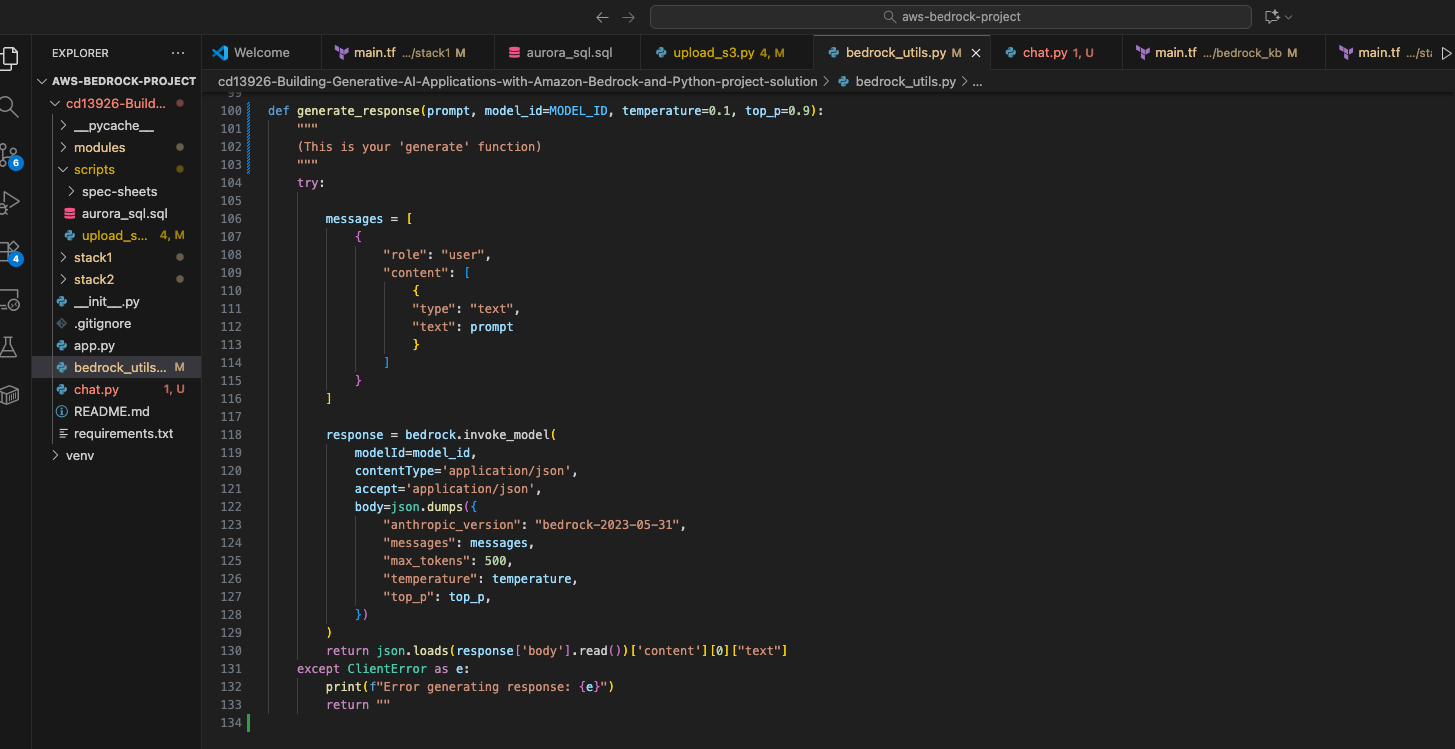 aws-bedrock-project
EXPLORER
Welcome
main.tf .../stack1 M
aurora_sql.sql
upload_s3.py 4, M
bedrock_utils.py M
chat.py 1, U
main.tf .../bedrock_kb M
main.tf
AWS-BEDROCK-PROJECT
cd13926-Build...
__pycache__
modules
scripts
spec-sheets
aurora_sql.sql
upload_s... 4, M
stack1
stack2
__init__.py
.gitignore
app.py
bedrock_utils... M
chat.py 1, U
README.md
requirements.txt
venv
6
4
cd13926-Building-Generative-AI-Applications-with-Amazon-Bedrock-and-Python-project-solution > bedrock_utils.py > ...
99
100 def generate_response(prompt, model_id=MODEL_ID, temperature=0.1, top_p=0.9):
101 """
102 (This is your 'generate' function)
103 """
104 try:
105
106 messages = [
107 {
108 "role": "user",
109 "content": [
110 {
111 "type": "text",
112 "text": prompt
113 }
114 ]
115 }
116 ]
117
118 response = bedrock.invoke_model(
119 modelId=model_id,
120 contentType='application/json',
121 accept='application/json',
122 body=json.dumps({
123 "anthropic_version": "bedrock-2023-05-31",
124 "messages": messages,
125 "max_tokens": 500,
126 "temperature": temperature,
127 "top_p": top_p,
128 })
129 )
130 return json.loads(response['body'].read())['content'][0]["text"]
131 except ClientError as e:
132 print(f"Error generating response: {e}")
133 return ""
134